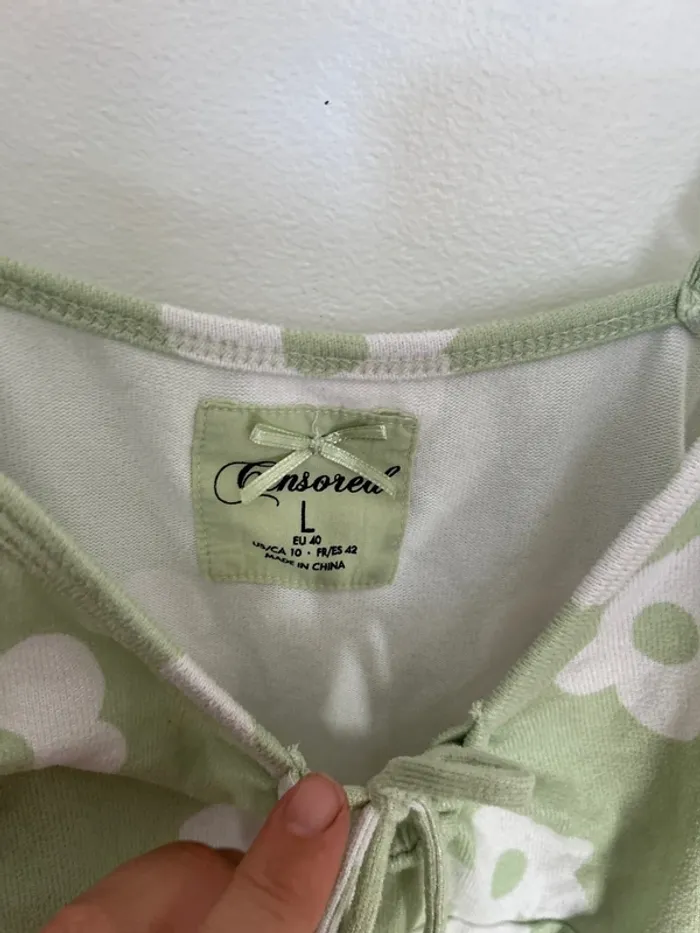 Censored
L
EU 40
US/CA 10 • FR/ES 42
MADE IN CHINA